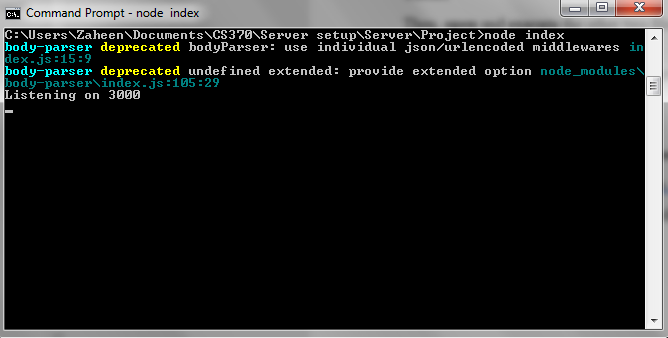 Command Prompt - node  index
C:\Users\Zaheen\Documents\CS370\Server setup\Server\Project>node index
body-parser deprecated bodyParser: use individual json/urlencoded middlewares in
dex.js:15:9
body-parser deprecated undefined extended: provide extended option node_modules\
body-parser\index.js:105:29
Listening on 3000